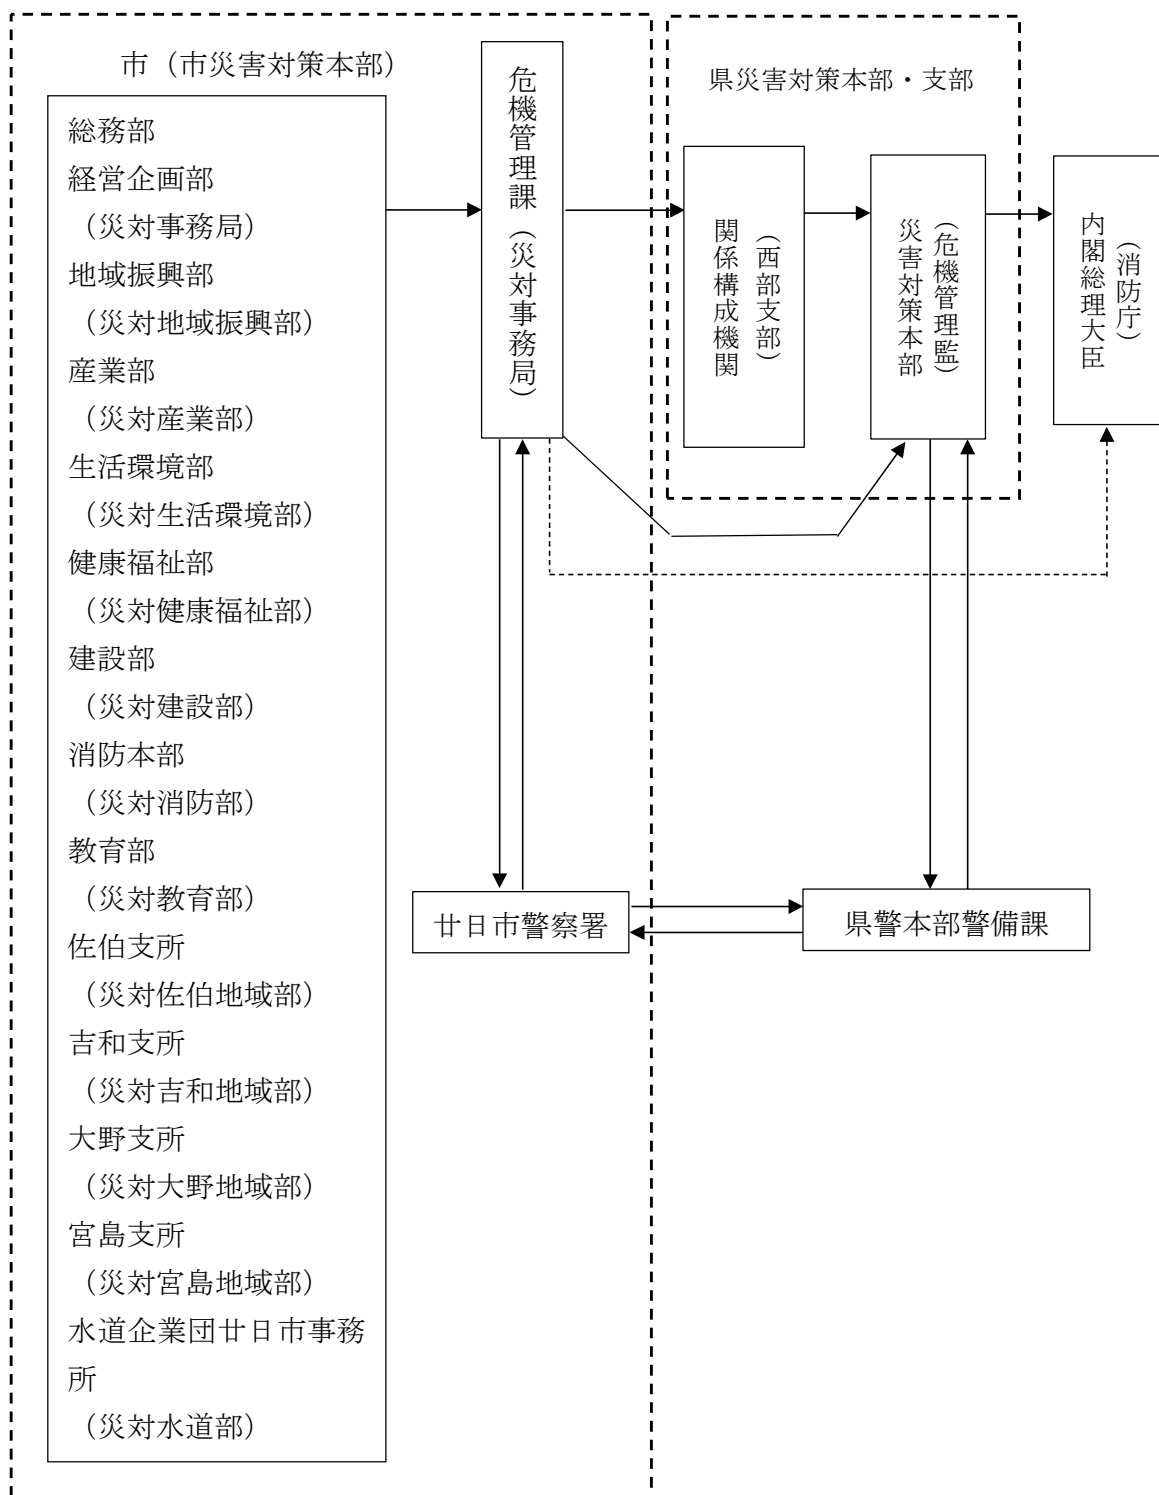 市（市災害対策本部）
総務部
経営企画部
（災対事務局）
地域振興部
（災対地域振興部）
産業部
（災対産業部）
生活環境部
（災対生活環境部）
健康福祉部
（災対健康福祉部）
建設部
（災対建設部）
消防本部
（災対消防部）
教育部
（災対教育部）
佐伯支所
（災対佐伯地域部）
吉和支所
（災対吉和地域部）
大野支所
（災対大野地域部）
宮島支所
（災対宮島地域部）
水道企業団廿日市事務
所
（災対水道部）
危機管理課（災対事務局）
県災害対策本部・支部
（西部支部）
関係構成機関
（危機管理監）
災害対策本部
（消防庁）
内閣総理大臣
廿日市警察署
県警本部警備課